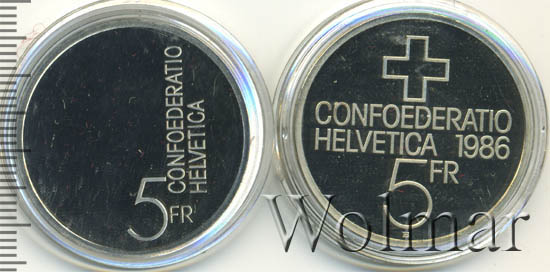 5 FR
CONFOEDERATIO
HELVETICA
CONFOEDERATIO
HELVETICA 1986
5 FR
Wolmar